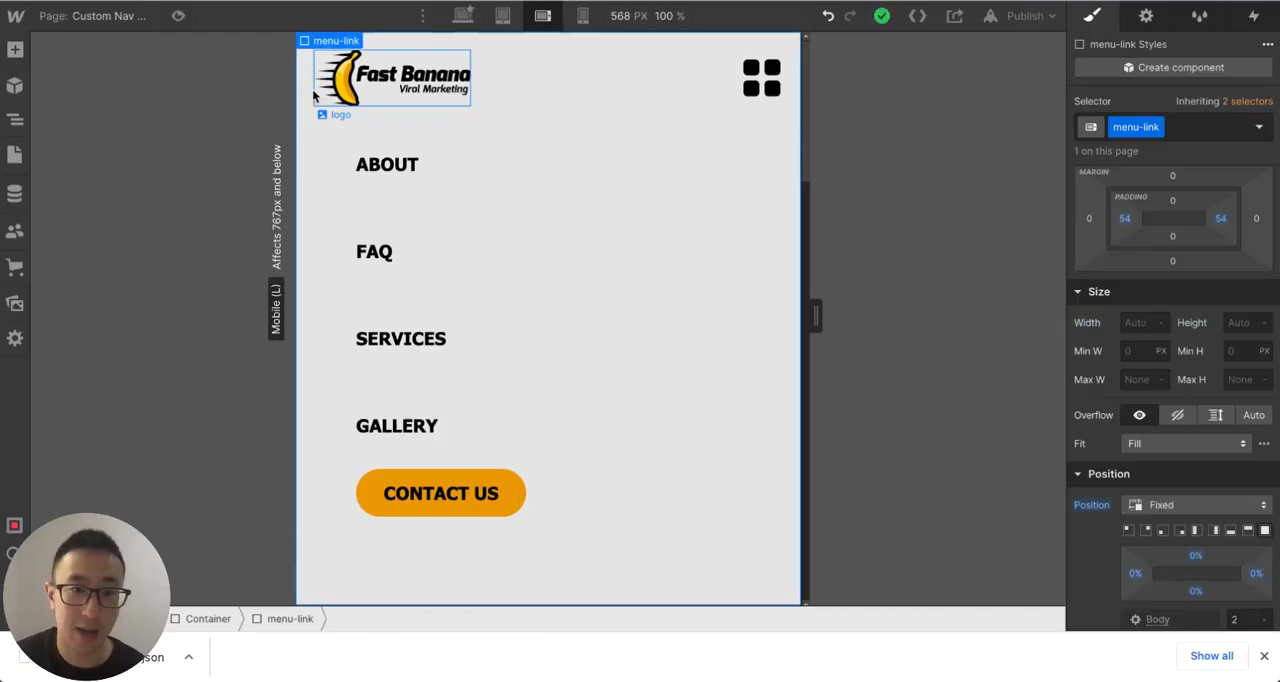 Page: Custom Nav ...
568 PX 100 %
Publish
menu-link
Fast Banana
Viral Marketing
logo
ABOUT
FAQ
SERVICES
GALLERY
CONTACT US
Affects 767px and below
Mobile (L)
menu-link Styles
Create component
Selector
Inheriting 2 selectors
menu-link
1 on this page
MARGIN
0
PADDING
0
0
54
54
0
0
0
Size
Width Auto - Height Auto -
Min W 0 PX Min H 0 PX
Max W None - Max H None -
Overflow Auto
Fit Fill
Position
Position Fixed
0%
0%
0%
0%
Body 2 -
Container menu-link
json
Show all